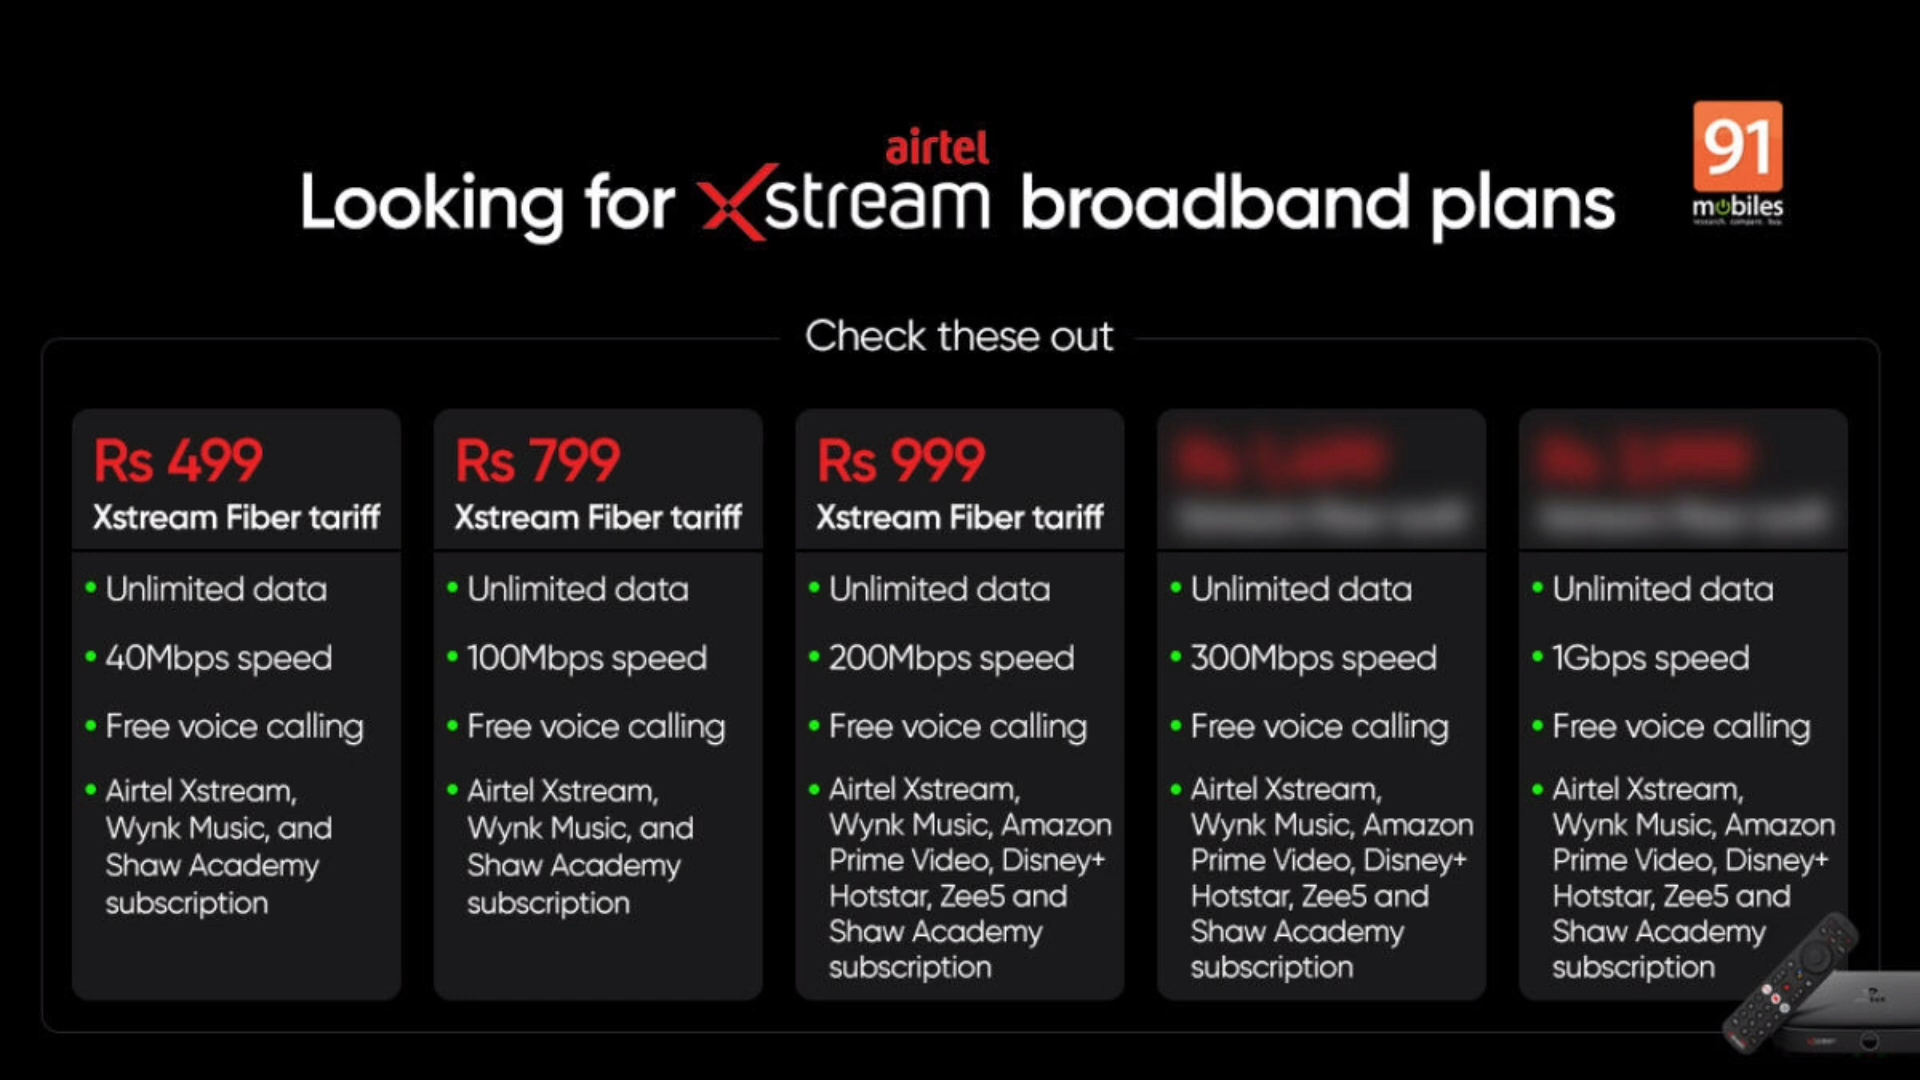 airtel
Looking for Xstream broadband plans
91
mobiles
Check these out
Rs 499
Xstream Fiber tariff
• Unlimited data
• 40Mbps speed
• Free voice calling
• Airtel Xstream,
Wynk Music, and
Shaw Academy
subscription
Rs 799
Xstream Fiber tariff
• Unlimited data
• 100Mbps speed
• Free voice calling
• Airtel Xstream,
Wynk Music, and
Shaw Academy
subscription
Rs 999
Xstream Fiber tariff
• Unlimited data
• 200Mbps speed
• Free voice calling
• Airtel Xstream,
Wynk Music, Amazon
Prime Video, Disney+
Hotstar, Zee5 and
Shaw Academy
subscription
• Unlimited data
• 300Mbps speed
• Free voice calling
• Airtel Xstream,
Wynk Music, Amazon
Prime Video, Disney+
Hotstar, Zee5 and
Shaw Academy
subscription
• Unlimited data
• 1Gbps speed
• Free voice calling
• Airtel Xstream,
Wynk Music, Amazon
Prime Video, Disney+
Hotstar, Zee5 and
Shaw Academy
subscription